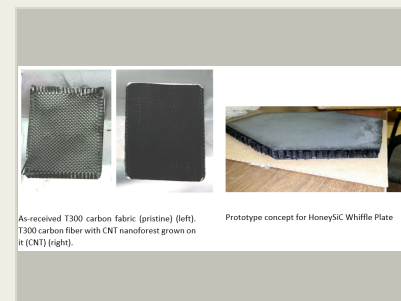 As-received T300 carbon fabric (pristine) (left).
T300 carbon fiber with CNT nanoforest grown on
it (CNT) (right).
Prototype concept for HoneySiC Whiffle Plate